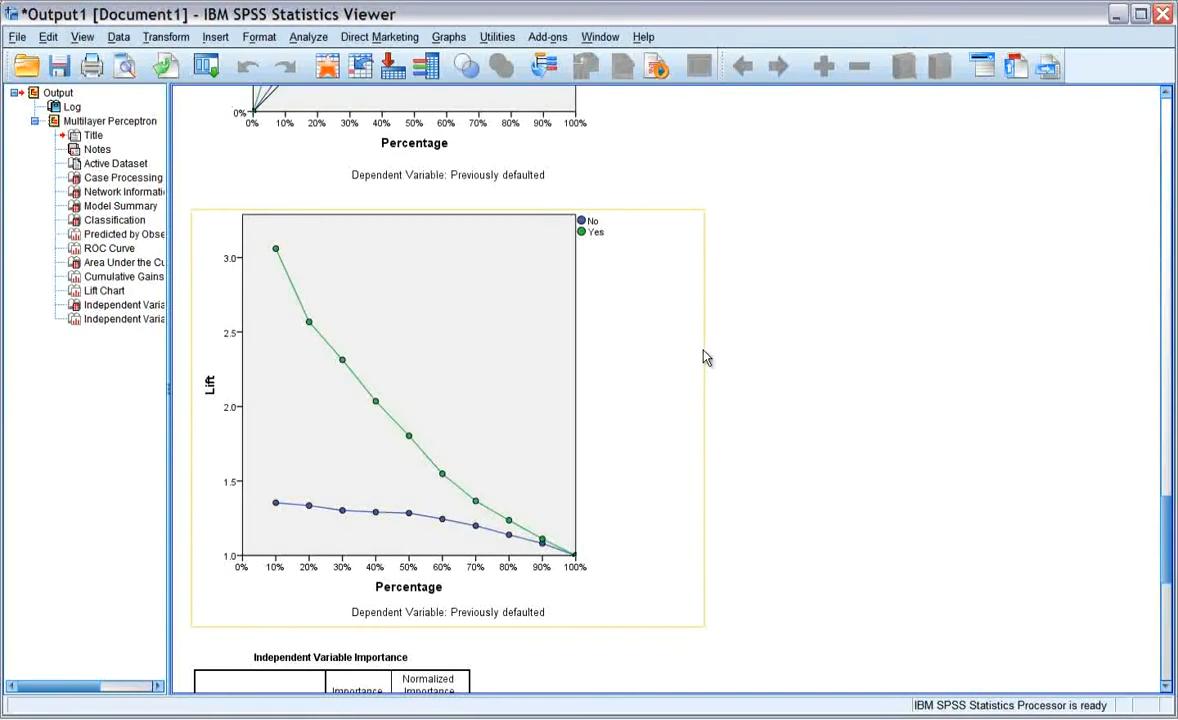 *Output1 [Document1] - IBM SPSS Statistics Viewer
File Edit View Data Transform Insert Format Analyze Direct Marketing Graphs Utilities Add-ons Window Help
Output
Log
Multilayer Perceptron
Title
Notes
Active Dataset
Case Processing
Network Informati
Model Summary
Classification
Predicted by Obse
ROC Curve
Area Under the Cu
Cumulative Gains
Lift Chart
Independent Varia
Independent Varia
0%
0% 10% 20% 30% 40% 50% 60% 70% 80% 90% 100%
Percentage
Dependent Variable: Previously defaulted
No
Yes
3.0
2.5
2.0
1.5
1.0
Lift
0% 10% 20% 30% 40% 50% 60% 70% 80% 90% 100%
Percentage
Dependent Variable: Previously defaulted
Independent Variable Importance
Importance
Normalized
Importance
IBM SPSS Statistics Processor is ready